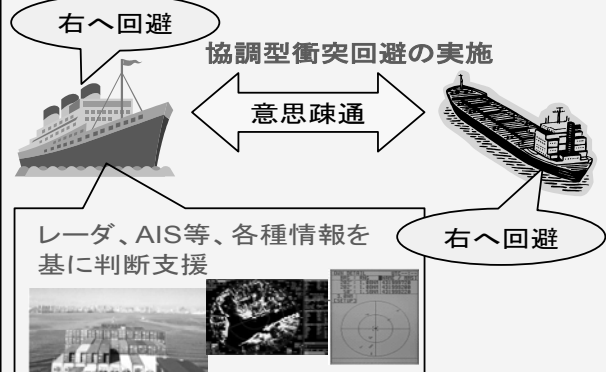 右へ回避
協調型衝突回避の実施
意思疎通
レーダ、AIS等、各種情報を
基に判断支援
右へ回避